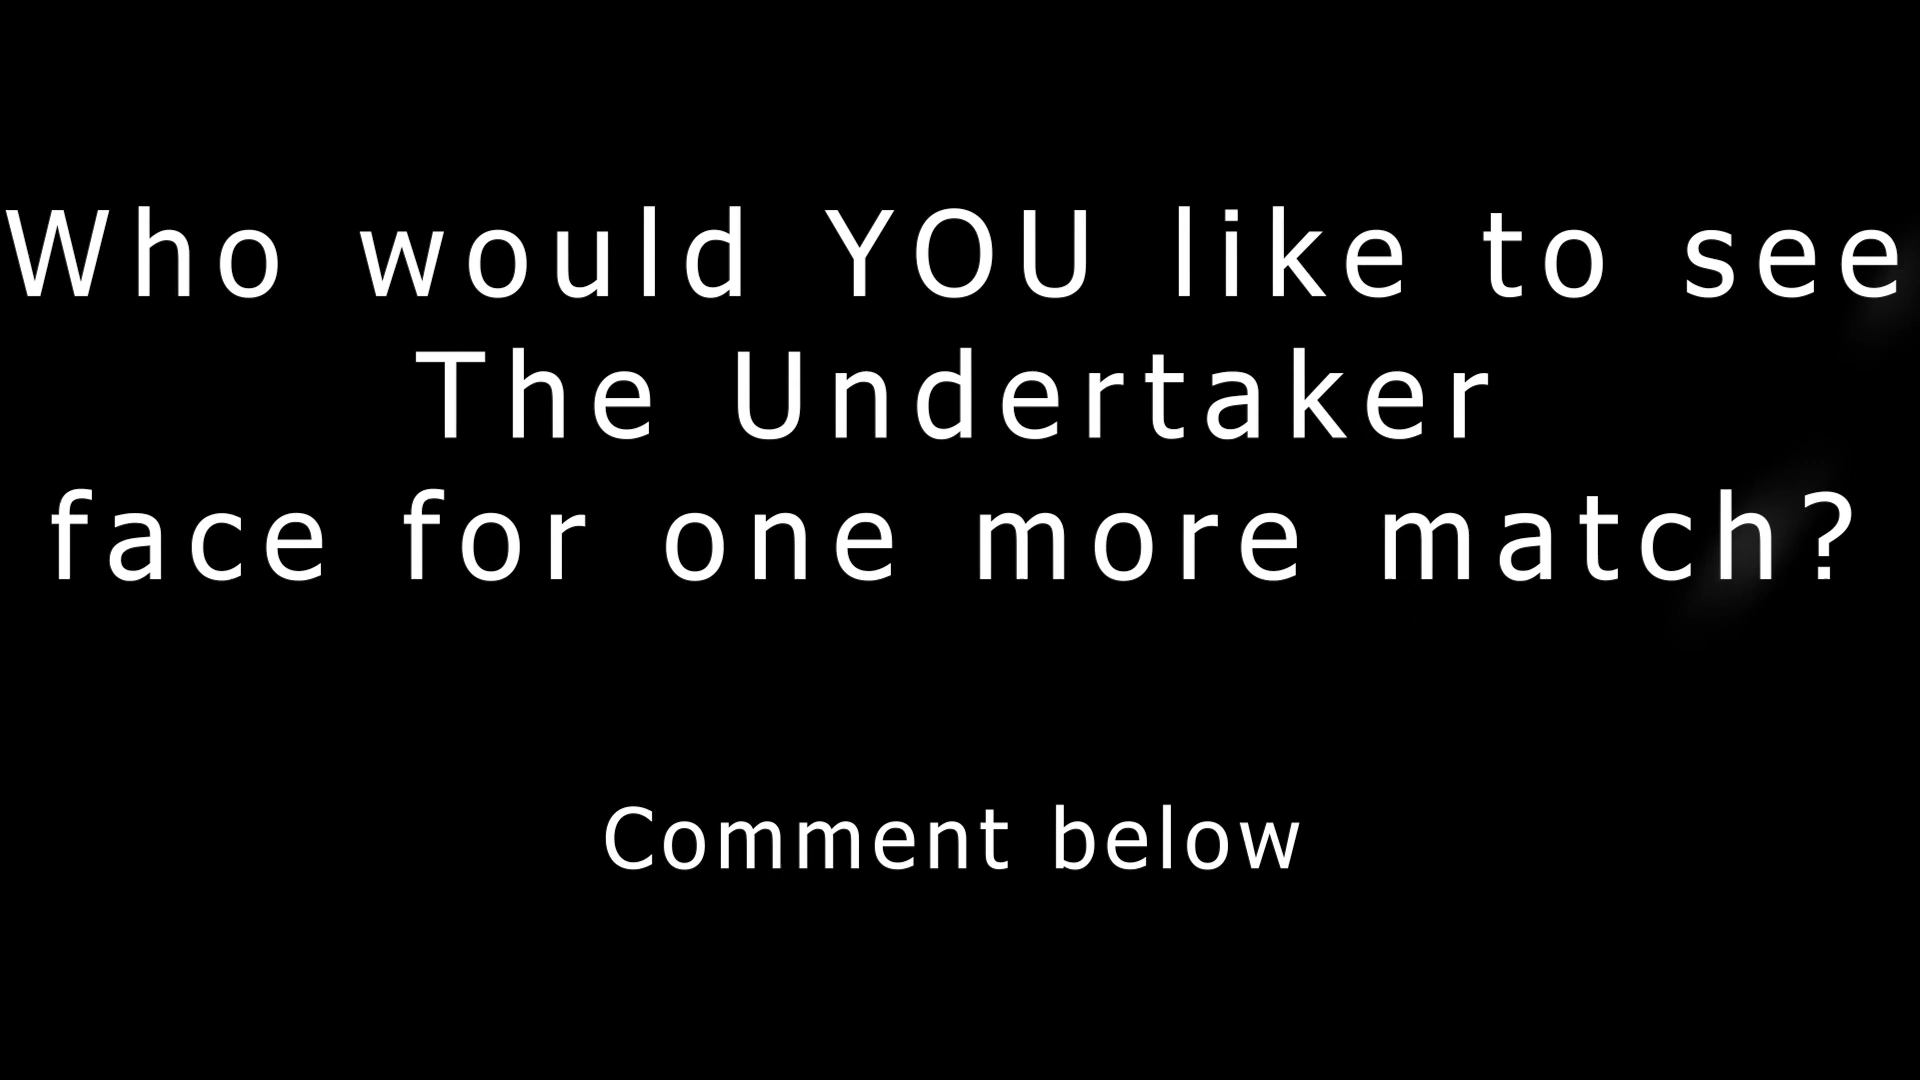 Who would YOU like to see
The Undertaker
face for one more match?
Comment below